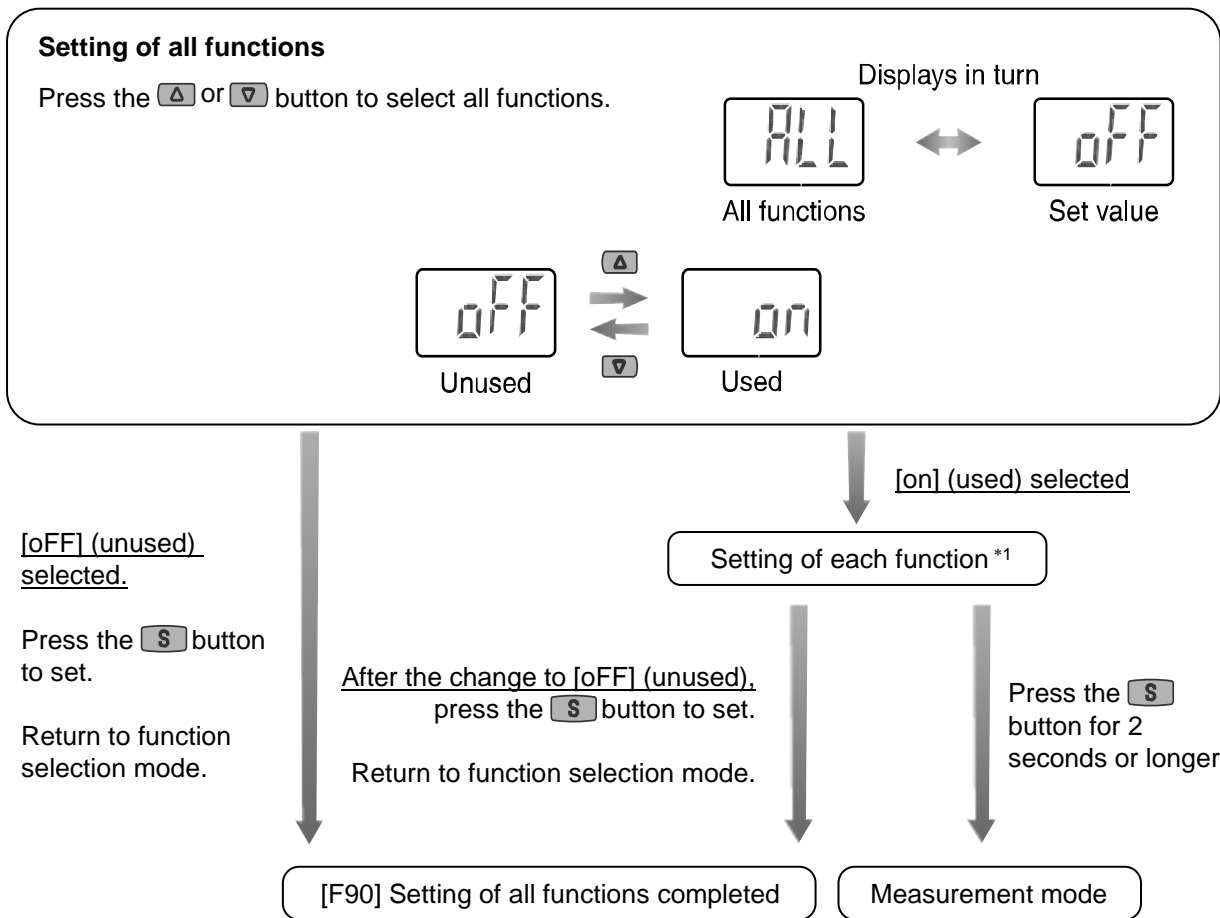 Setting of all functions
Press the or button to select all functions.
Displays in turn
ALL
oFF
All functions
Set value
oFF
on
Unused
Used
[on] (used) selected
Setting of each function *1
[oFF] (unused)
selected.
Press the S button
to set.
Return to function
selection mode.
After the change to [oFF] (unused),
press the S button to set.
Return to function selection mode.
Press the S
button for 2
seconds or longer
[F90] Setting of all functions completed
Measurement mode